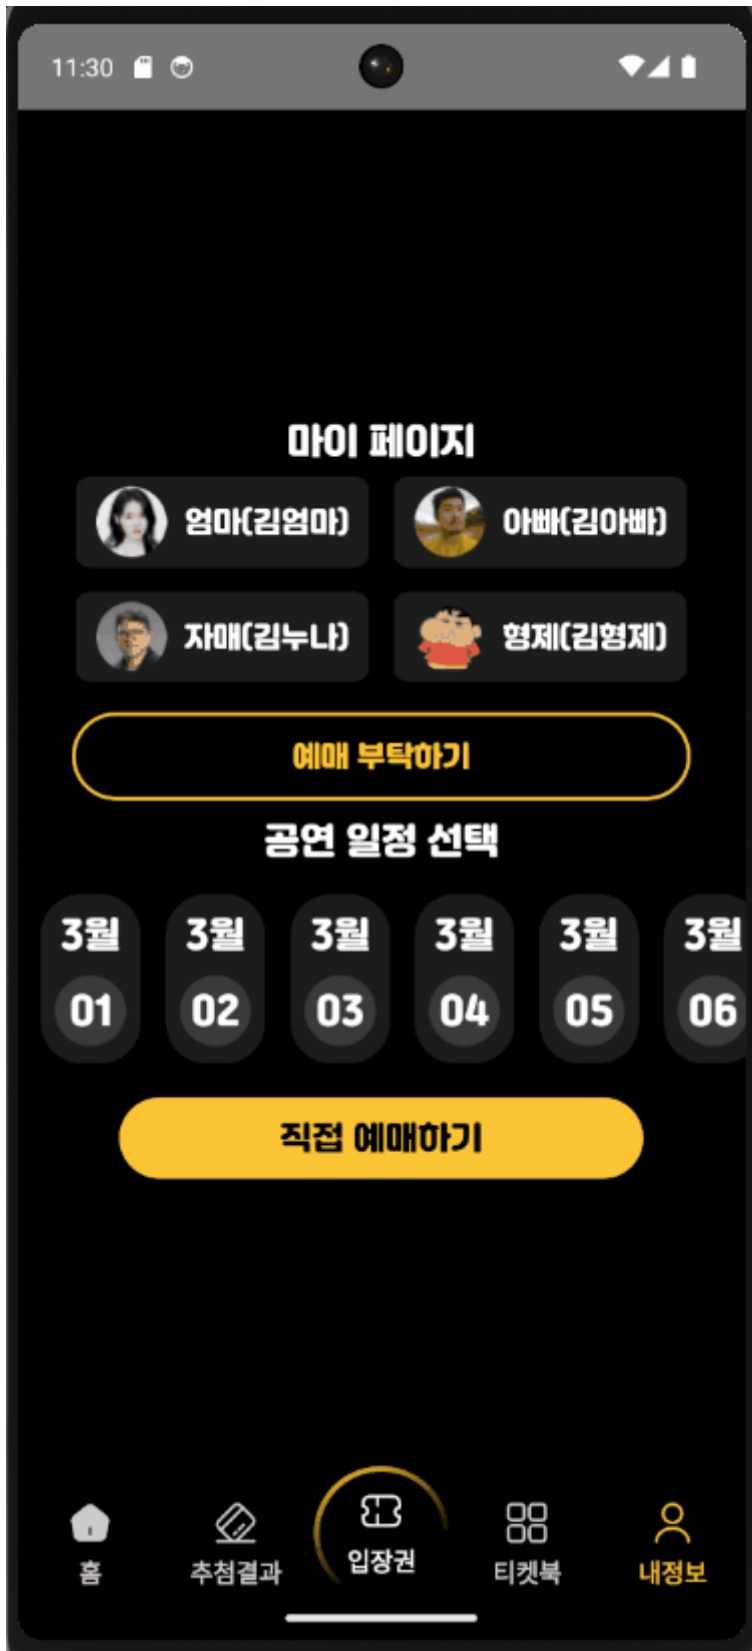 11:30
마이 페이지
엄마(김엄마) 아빠(김아빠)
자매(김누나) 형제(김형제)
예매 부탁하기
공연 일정 선택
3월 3월 3월 3월 3월 3월
01 02 03 04 05 06
직접 예매하기
홈 추첨결과 입장권 티켓북 내정보